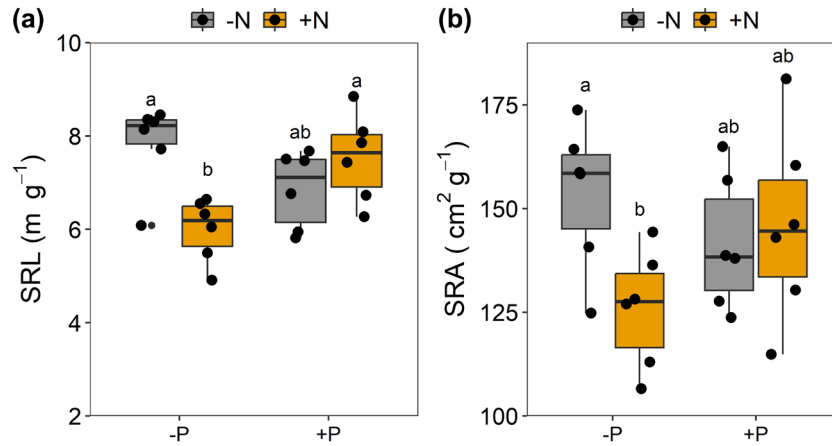 (a)
-N +N
SRL (m g⁻¹)
10
8
6
4
2
a
b
ab
a
-P +P
(b)
-N +N
SRA ( cm² g⁻¹)
175
150
125
100
a
b
ab
ab
-P +P